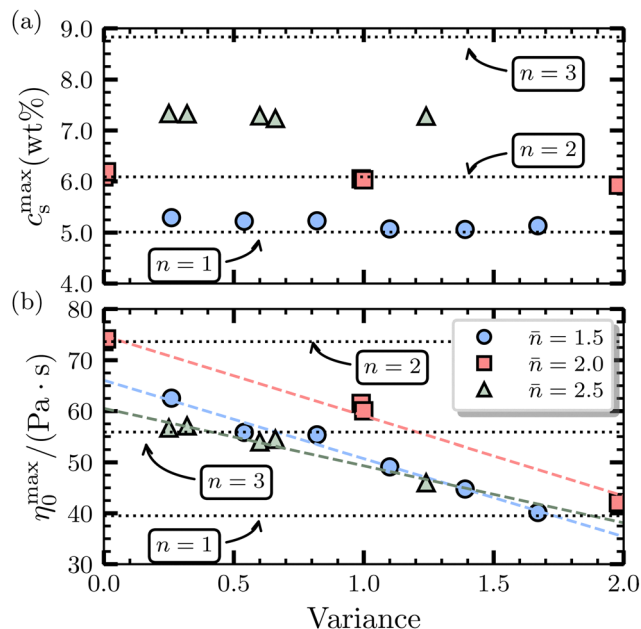 (a)
9.0
8.0
7.0
6.0
5.0
4.0
c_s^max (wt%)
n = 3
n = 2
n = 1
(b)
80
70
60
50
40
30
η_0^max/(Pa · s)
n̄ = 1.5
n̄ = 2.0
n̄ = 2.5
n = 2
n = 3
n = 1
0.0 0.5 1.0 1.5 2.0
Variance